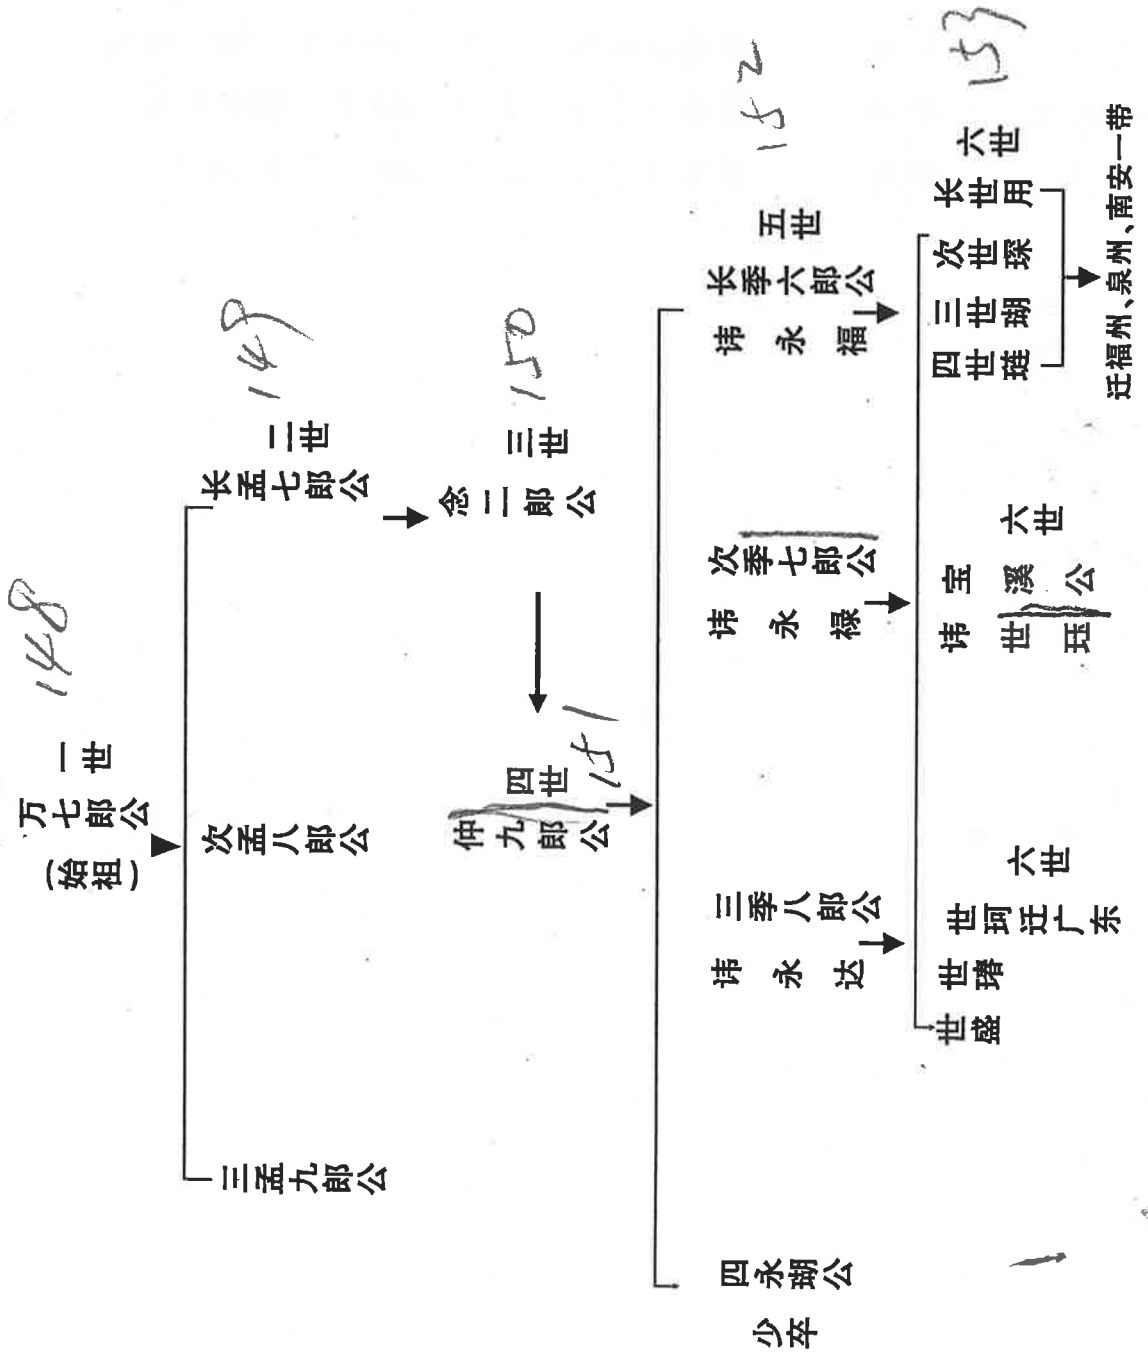 148
一世
万七郎公
(始祖)
149
二世
长孟七郎公
次孟八郎公
三孟九郎公
150
三世
念二郎公
四世
151
仲九郎公
152
五世
长季六郎公
讳永福
次季七郎公
讳永禄
三季八郎公
讳永达
四永瑚公
少卒
153
六世
长世用
次世琛
三世瑚
四世琏
迁福州、泉州、南安一带
六世
宝溪公
讳世珏
六世
世珂迁广东
世瑃
世盛